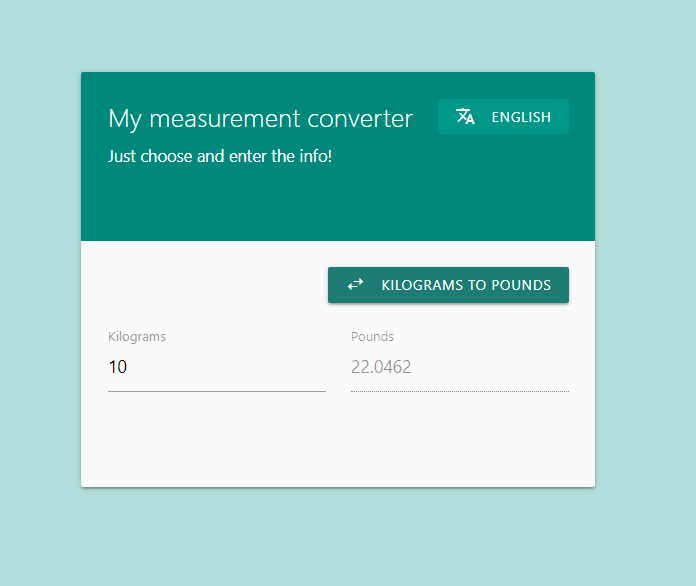 My measurement converter
ENGLISH
Just choose and enter the info!
KILOGRAMS TO POUNDS
Kilograms
Pounds
10
22.0462